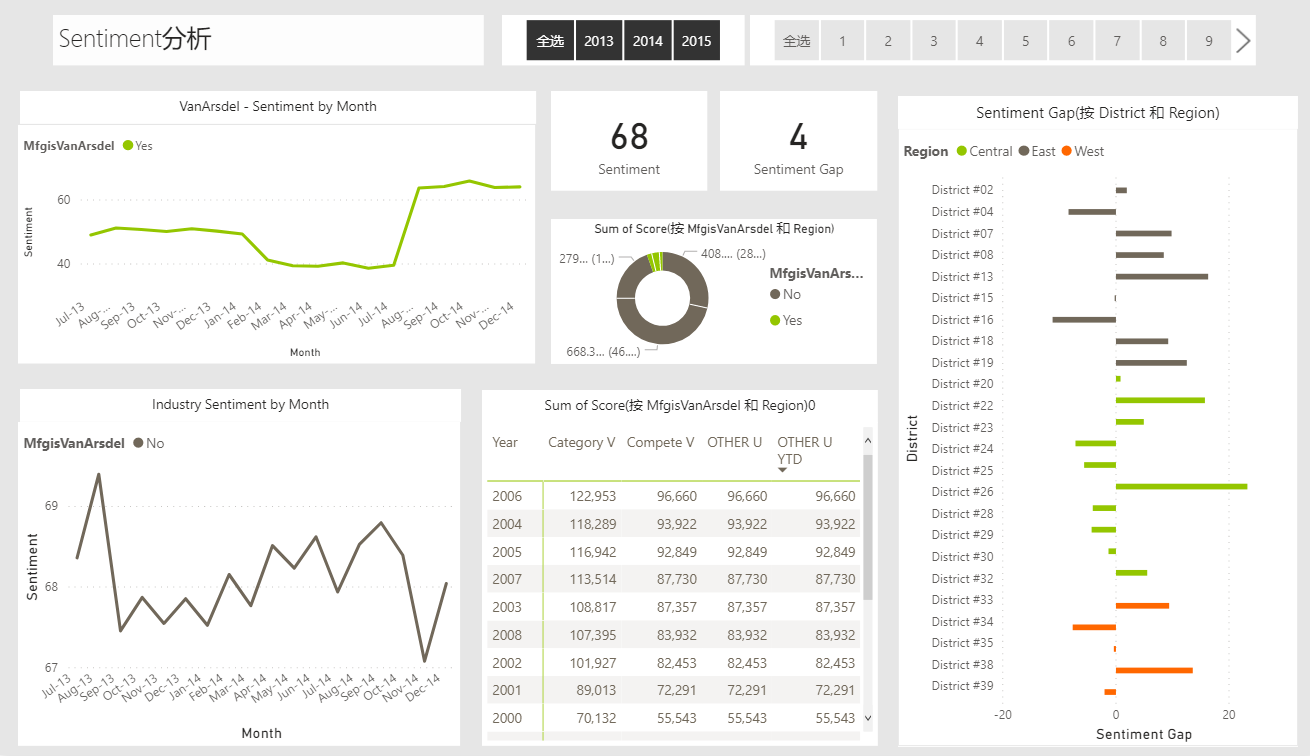 Sentiment分析
全选 2013 2014 2015
全选 1 2 3 4 5 6 7 8 9
VanArsdel - Sentiment by Month
MfgisVanArsdel Yes
Sentiment
60
40
Jul-13 Aug-... Sep-13 Oct-13 Nov-... Dec-13 Jan-14 Feb-14 Mar-14 Apr-14 May-... Jun-14 Jul-14 Aug-... Sep-14 Oct-14 Nov-... Dec-14
Month
68
Sentiment
4
Sentiment Gap
Sum of Score(按 MfgisVanArsdel 和 Region)
279... (1...)
408.... (28...)
668.3... (46....)
MfgisVanArs...
No
Yes
Sentiment Gap(按 District 和 Region)
Region Central East West
District
District #02
District #04
District #07
District #08
District #13
District #15
District #16
District #18
District #19
District #20
District #22
District #23
District #24
District #25
District #26
District #28
District #29
District #30
District #32
District #33
District #34
District #35
District #38
District #39
-20 0 20
Sentiment Gap
Industry Sentiment by Month
MfgisVanArsdel No
Sentiment
69
68
67
Jul-13 Aug-13 Sep-13 Oct-13 Nov-13 Dec-13 Jan-14 Feb-14 Mar-14 Apr-14 May-14 Jun-14 Jul-14 Aug-14 Sep-14 Oct-14 Nov-14 Dec-14
Month
Sum of Score(按 MfgisVanArsdel 和 Region)0
Year Category V Compete V OTHER U OTHER U
YTD
2006 122,953 96,660 96,660 96,660
2004 118,289 93,922 93,922 93,922
2005 116,942 92,849 92,849 92,849
2007 113,514 87,730 87,730 87,730
2003 108,817 87,357 87,357 87,357
2008 107,395 83,932 83,932 83,932
2002 101,927 82,453 82,453 82,453
2001 89,013 72,291 72,291 72,291
2000 70,132 55,543 55,543 55,543